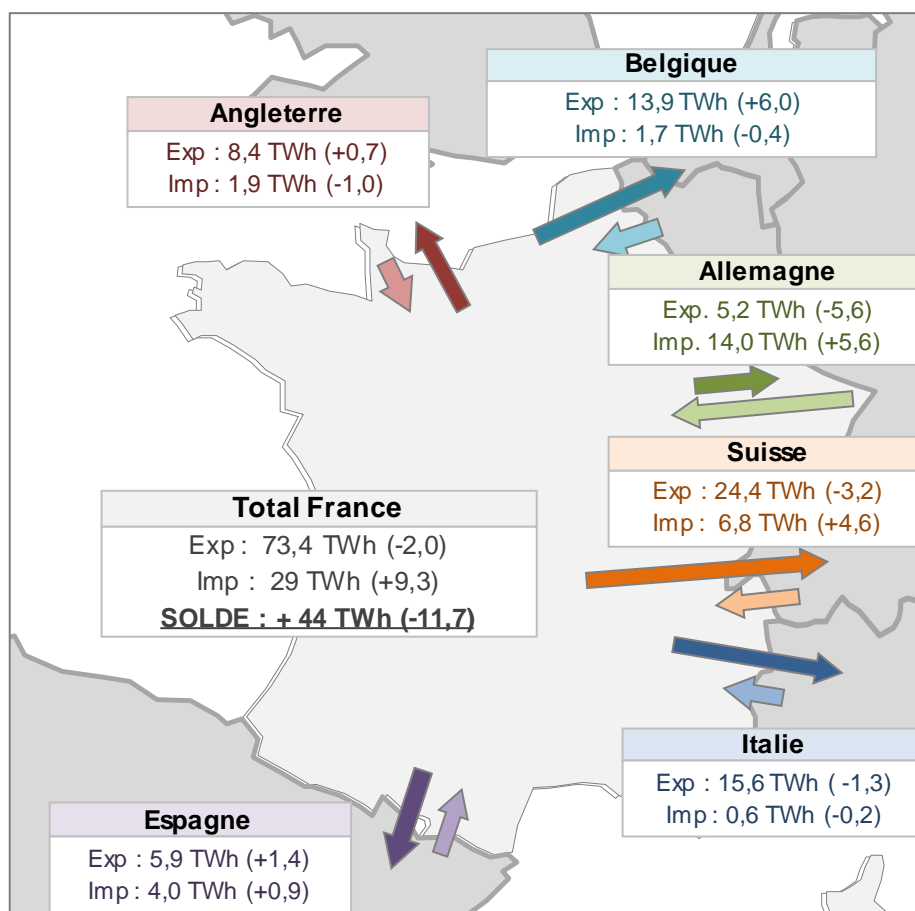 Belgique
Exp : 13,9 TWh (+6,0)
Imp : 1,7 TWh (-0,4)
Angleterre
Exp : 8,4 TWh (+0,7)
Imp : 1,9 TWh (-1,0)
Allemagne
Exp. 5,2 TWh (-5,6)
Imp. 14,0 TWh (+5,6)
Suisse
Exp : 24,4 TWh (-3,2)
Imp : 6,8 TWh (+4,6)
Total France
Exp : 73,4 TWh (-2,0)
Imp : 29 TWh (+9,3)
SOLDE : + 44 TWh (-11,7)
Italie
Exp : 15,6 TWh ( -1,3)
Imp : 0,6 TWh (-0,2)
Espagne
Exp : 5,9 TWh (+1,4)
Imp : 4,0 TWh (+0,9)